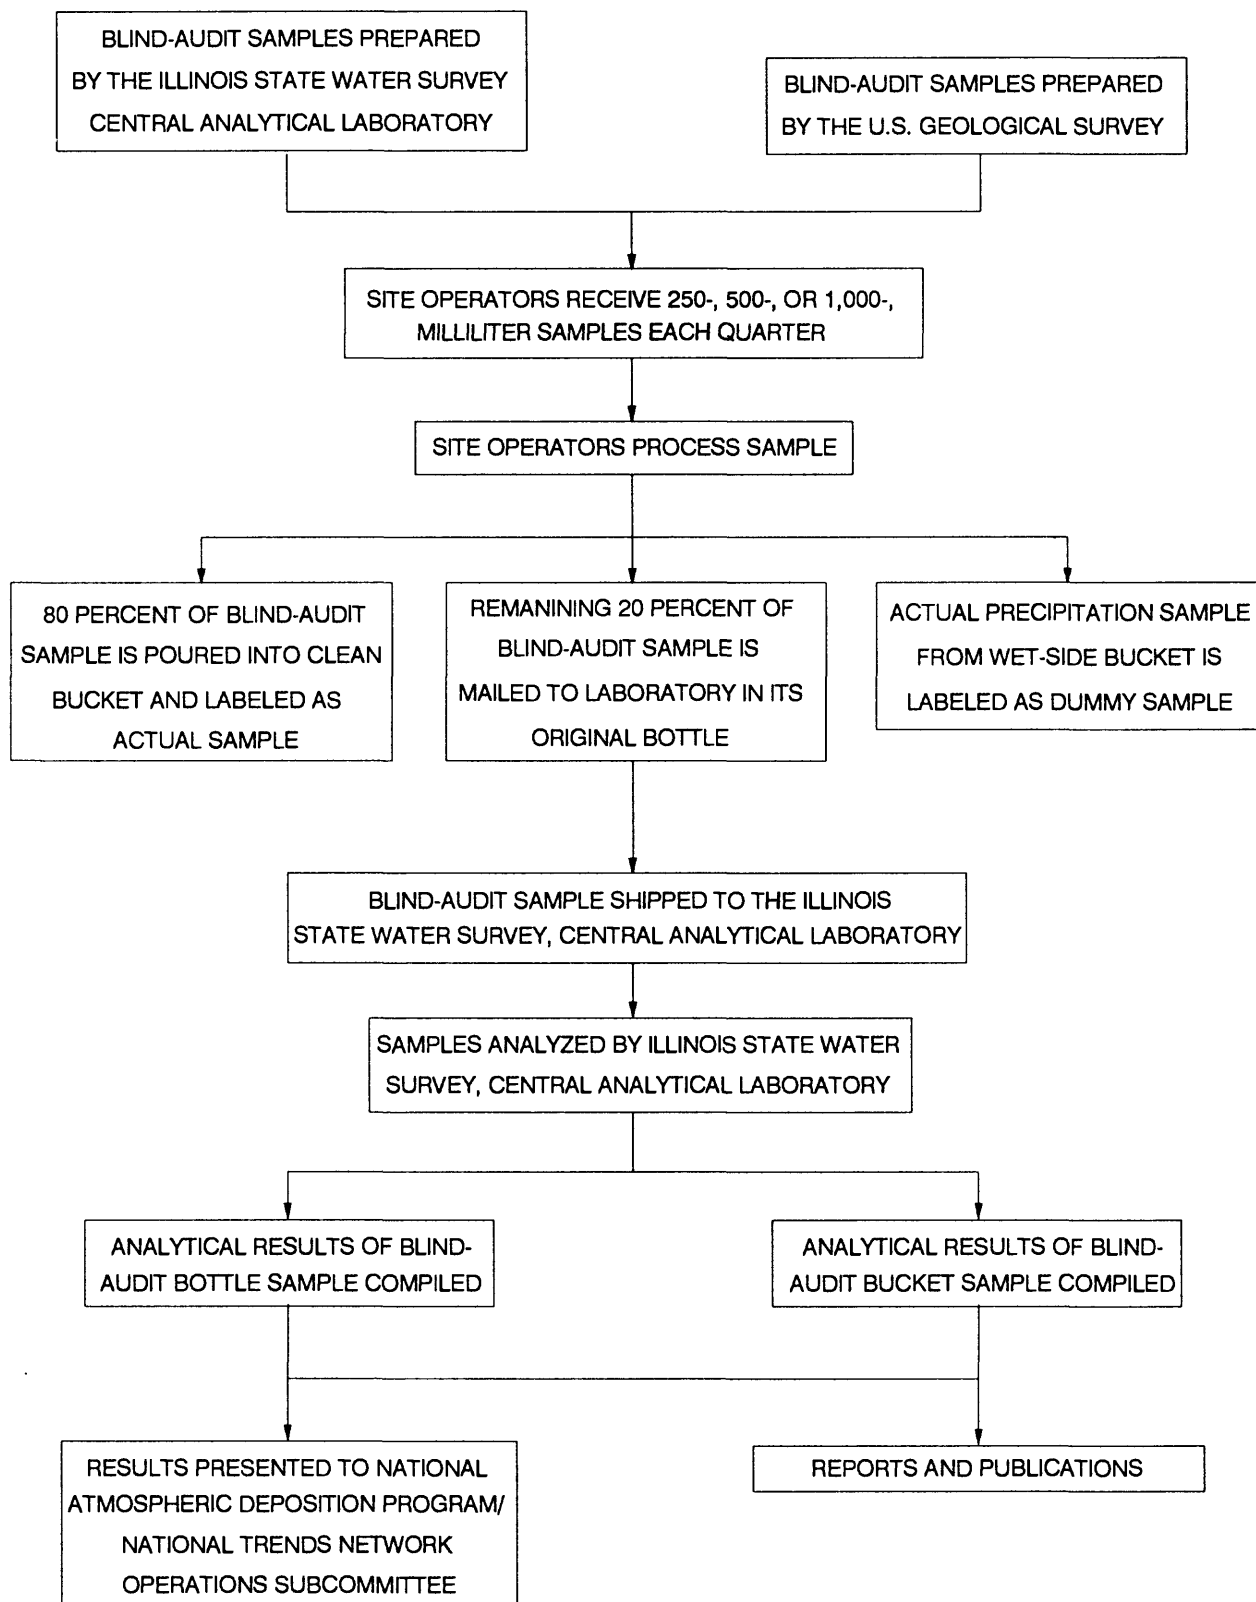 BLIND-AUDIT SAMPLES PREPARED
BY THE ILLINOIS STATE WATER SURVEY
CENTRAL ANALYTICAL LABORATORY
BLIND-AUDIT SAMPLES PREPARED
BY THE U.S. GEOLOGICAL SURVEY
SITE OPERATORS RECEIVE 250-, 500-, OR 1,000-,
MILLILITER SAMPLES EACH QUARTER
SITE OPERATORS PROCESS SAMPLE
80 PERCENT OF BLIND-AUDIT
SAMPLE IS POURED INTO CLEAN
BUCKET AND LABELED AS
ACTUAL SAMPLE
REMANINING 20 PERCENT OF
BLIND-AUDIT SAMPLE IS
MAILED TO LABORATORY IN ITS
ORIGINAL BOTTLE
ACTUAL PRECIPITATION SAMPLE
FROM WET-SIDE BUCKET IS
LABELED AS DUMMY SAMPLE
BLIND-AUDIT SAMPLE SHIPPED TO THE ILLINOIS
STATE WATER SURVEY, CENTRAL ANALYTICAL LABORATORY
SAMPLES ANALYZED BY ILLINOIS STATE WATER
SURVEY, CENTRAL ANALYTICAL LABORATORY
ANALYTICAL RESULTS OF BLIND-
AUDIT BOTTLE SAMPLE COMPILED
ANALYTICAL RESULTS OF BLIND-
AUDIT BUCKET SAMPLE COMPILED
RESULTS PRESENTED TO NATIONAL
ATMOSPHERIC DEPOSITION PROGRAM/
NATIONAL TRENDS NETWORK
OPERATIONS SUBCOMMITTEE
REPORTS AND PUBLICATIONS